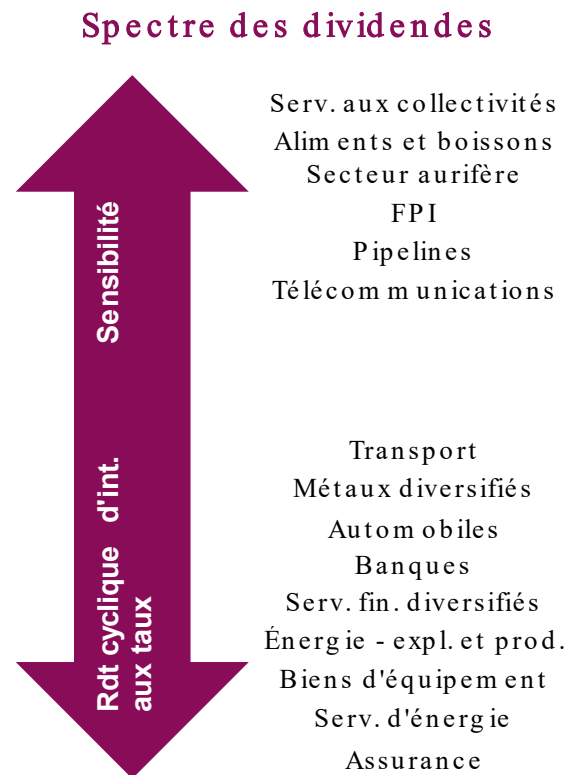 Spectre des dividendes
Sensibilité
Rdt cyclique d'int.
aux taux
Serv. aux collectivités
Aliments et boissons
Secteur aurifère
FPI
Pipelines
Télécommunications
Transport
Métaux diversifiés
Automobiles
Banques
Serv. fin. diversifiés
Énergie - expl. et prod.
Biens d'équipement
Serv. d'énergie
Assurance